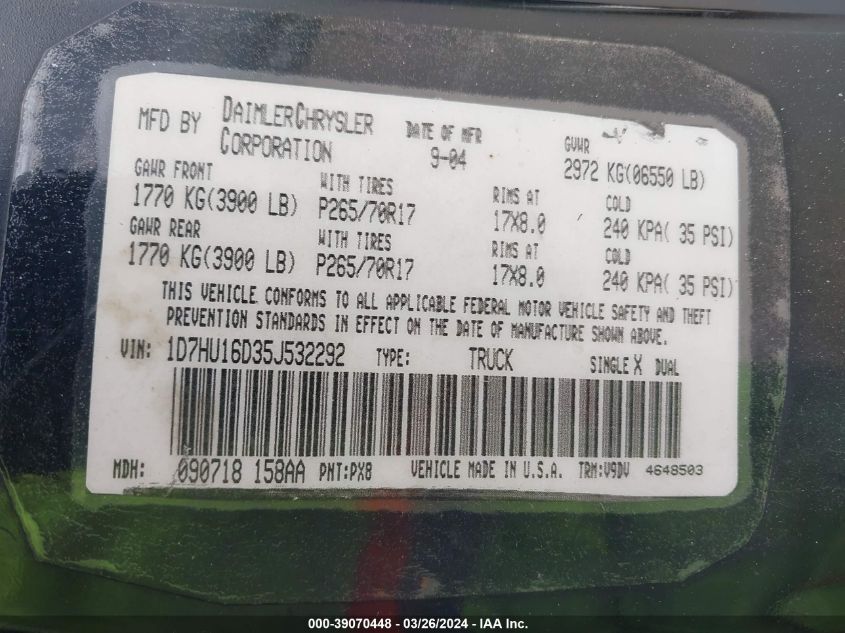 MFD BY DAIMLERCHRYSLER CORPORATION DATE OF MFR 9-04 GVWR 2972 KG(06550 LB)
GAWR FRONT WITH TIRES RIMS AT COLD
1770 KG(3900 LB) P265/70R17 17X8.0 240 KPA( 35 PSI)
GAWR REAR WITH TIRES RIMS AT COLD
1770 KG(3900 LB) P265/70R17 17X8.0 240 KPA( 35 PSI)
THIS VEHICLE CONFORMS TO ALL APPLICABLE FEDERAL MOTOR VEHICLE SAFETY AND THEFT
PREVENTION STANDARDS IN EFFECT ON THE DATE OF MANUFACTURE SHOWN ABOVE.
VIN: 1D7HU16D35J532292 TYPE: TRUCK SINGLE X DUAL
MDH: 090718 158AA PNT:PX8 VEHICLE MADE IN U.S.A. TRM:V9DV 4648503
000-39070448 - 03/26/2024 - IAA Inc.